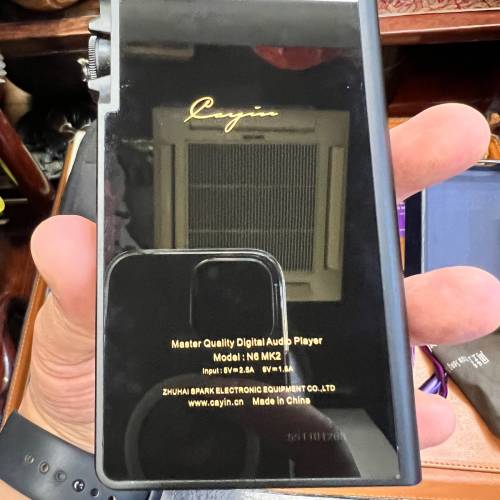 Cayin
Master Quality Digital Audio Player
Model : N6 MK2
Input : 5V⎓2.5A 9V⎓1.5A
ZHUHAI SPARK ELECTRONIC EQUIPMENT CO.,LTD
www.cayin.cn Made in China